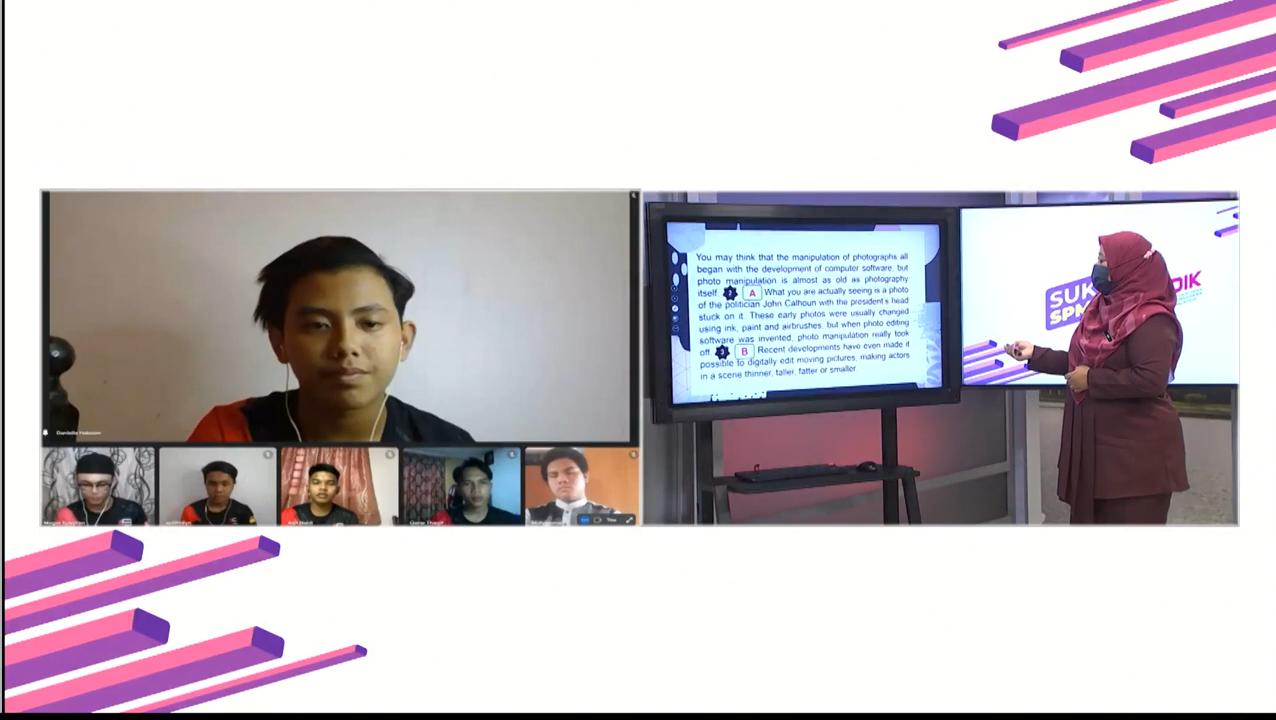 You may think that the manipulation of photographs all
began with the development of computer software, but
photo manipulation is almost as old as photography
itself. 2 A What you are actually seeing is a photo
of the politician John Calhoun with the president's head
stuck on it. These early photos were usually changed
using ink, paint and airbrushes, but when photo editing
software was invented, photo manipulation really took
off. 3 B Recent developments have even made it
possible to digitally edit moving pictures, making actors
in a scene thinner, taller, fatter or smaller.
SUK
DIK
SPM